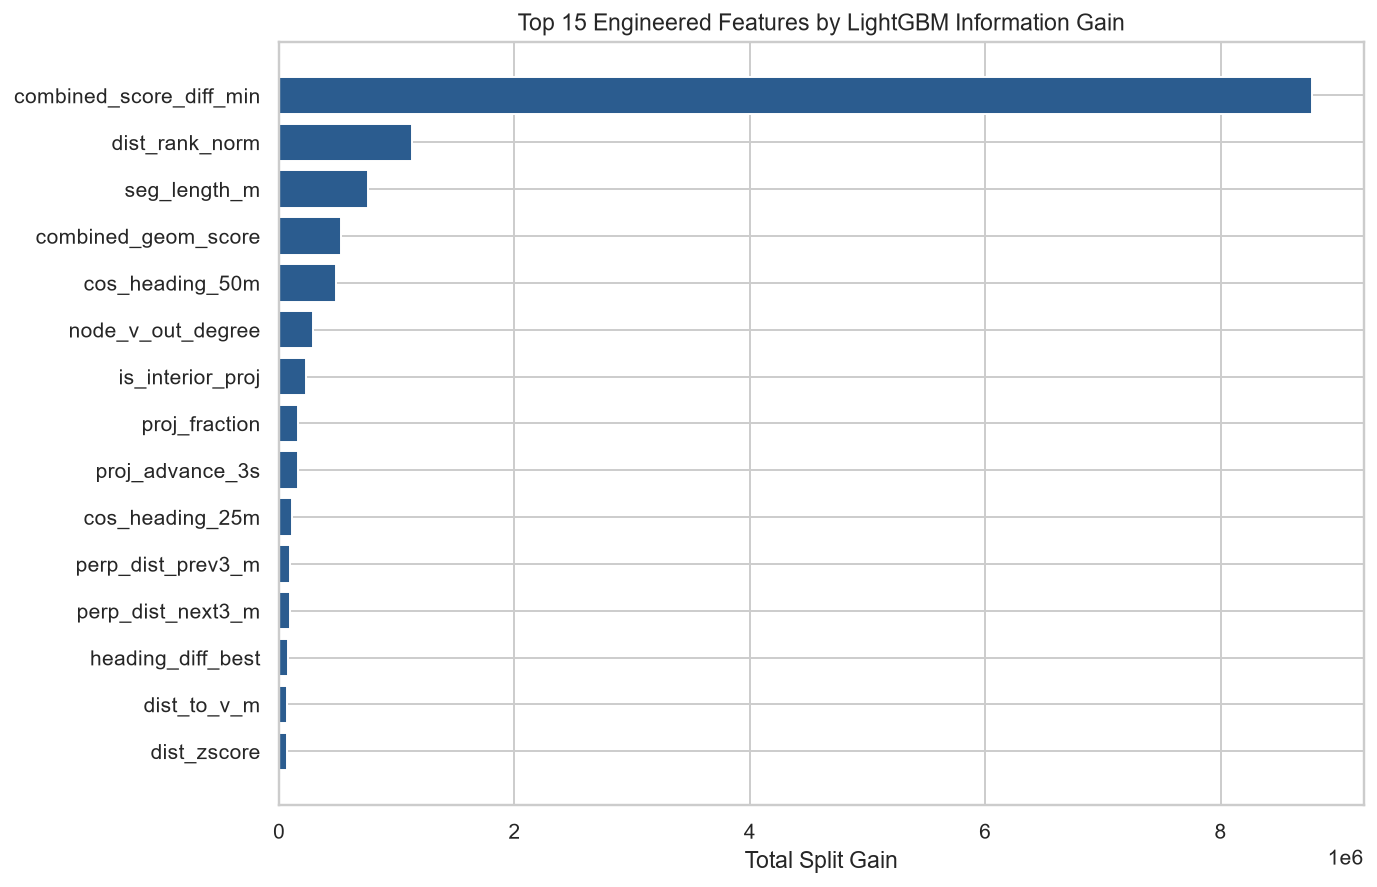 Top 15 Engineered Features by LightGBM Information Gain
combined_score_diff_min
dist_rank_norm
seg_length_m
combined_geom_score
cos_heading_50m
node_v_out_degree
is_interior_proj
proj_fraction
proj_advance_3s
cos_heading_25m
perp_dist_prev3_m
perp_dist_next3_m
heading_diff_best
dist_to_v_m
dist_zscore
0 2 4 6 8
1e6
Total Split Gain